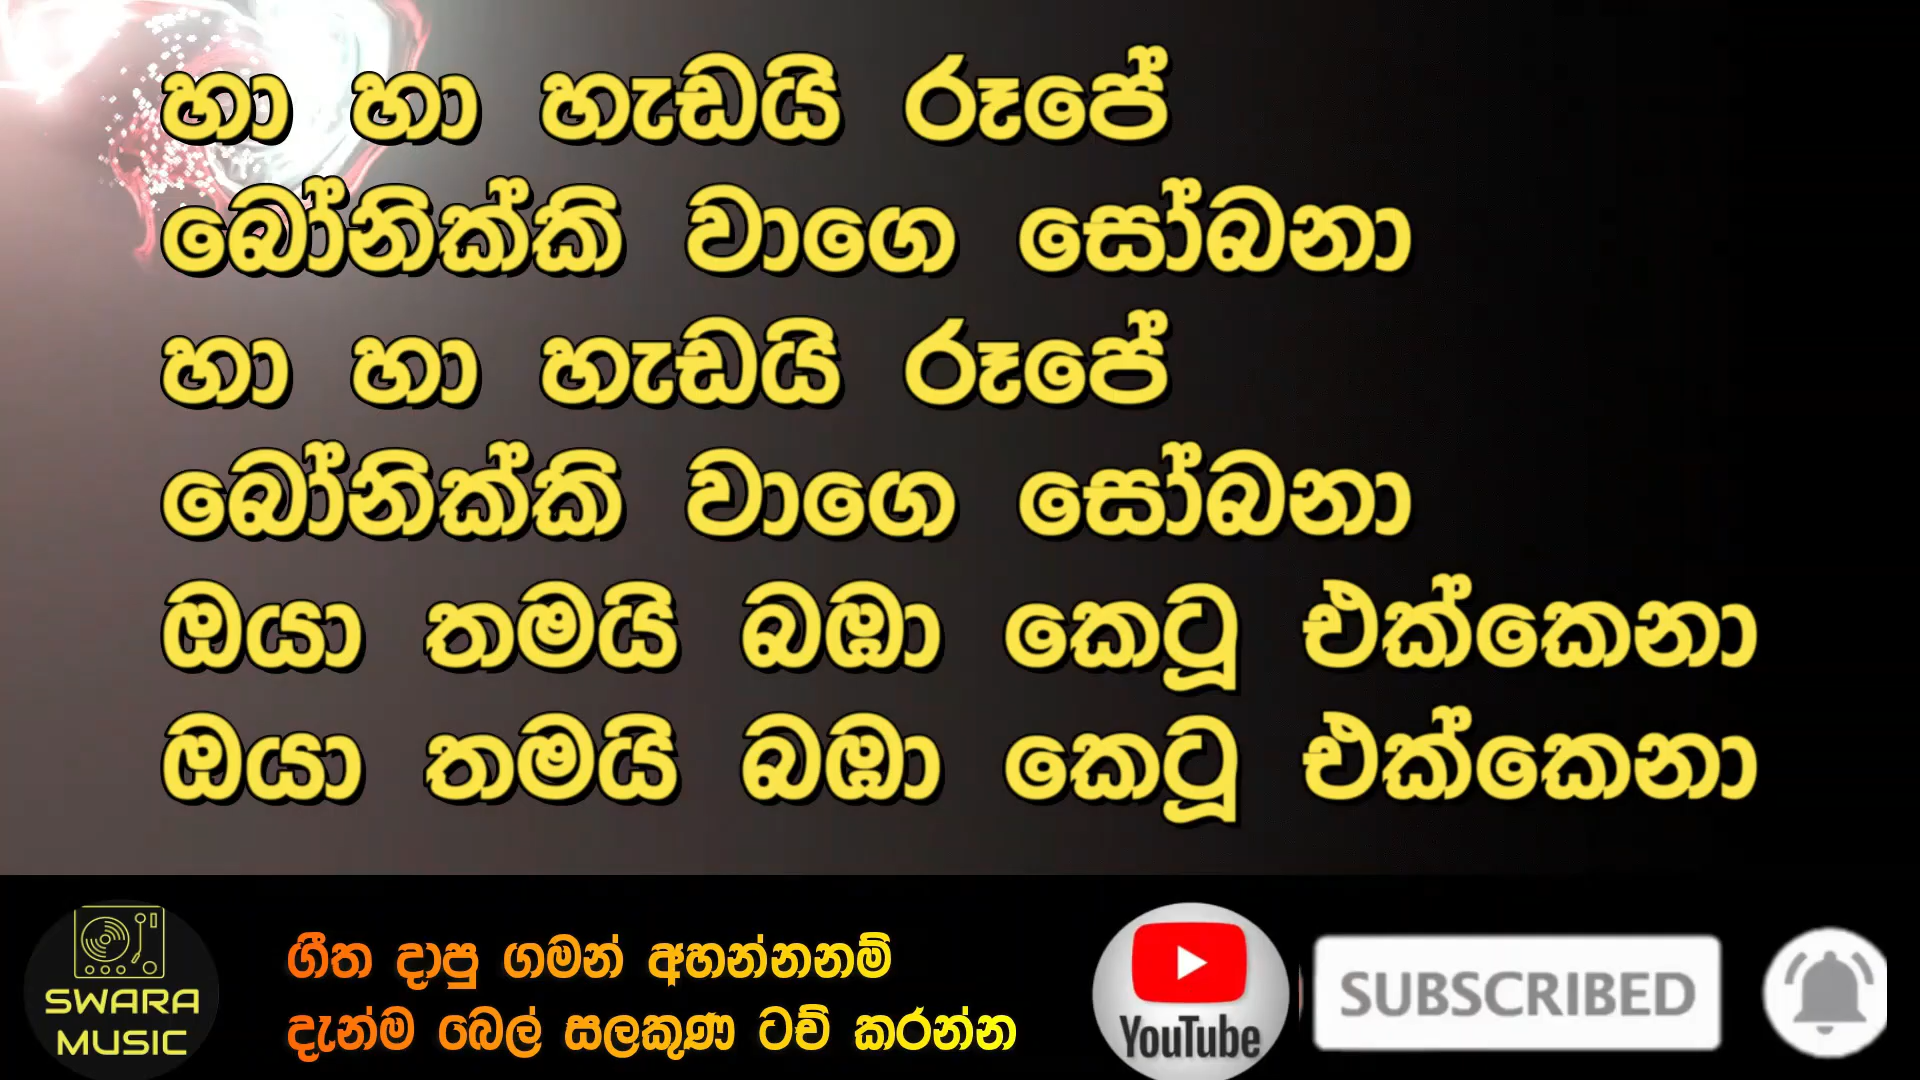 හා හා හැඩයි රූපේ
බෝනික්කි වාගෙ සෝබනා
හා හා හැඩයි රූපේ
බෝනික්කි වාගෙ සෝබනා
ඔයා තමයි බඹා කෙටූ එක්කෙනා
ඔයා තමයි බඹා කෙටූ එක්කෙනා
SWARA
MUSIC
ගීත දාපු ගමන් අහන්නනම්
දැන්ම බෙල් සලකුණ ටච් කරන්න
YouTube
SUBSCRIBED